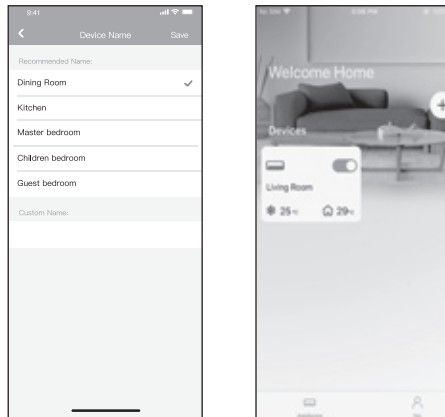 9:41
Device Name
Save
Recommended Name:
Dining Room
Kitchen
Master bedroom
Children bedroom
Guest bedroom
Custom Name:
Welcome Home
Devices
Living Room
25℃
29℃